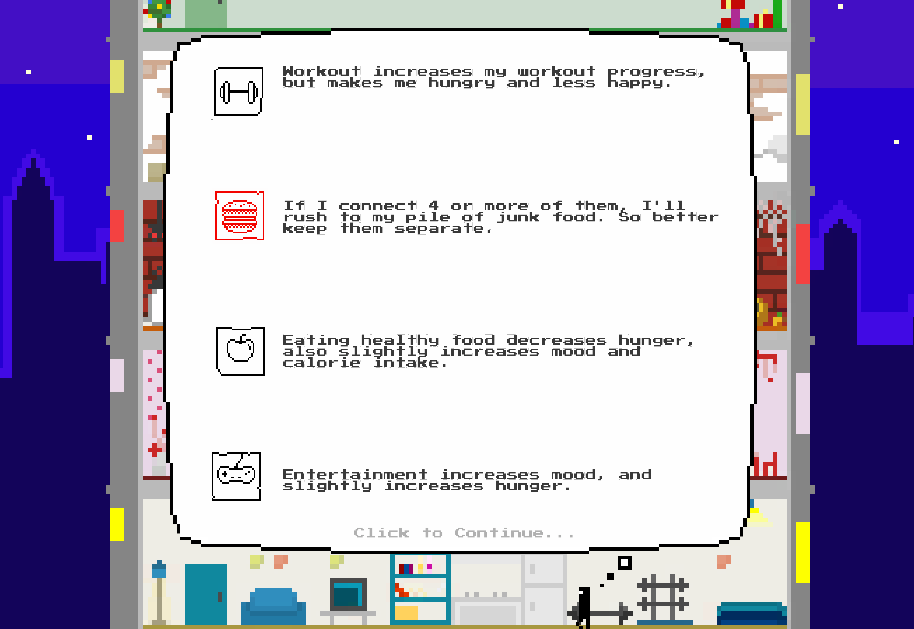 Workout increases my workout progress,
but makes me hungry and less happy.
If I connect 4 or more of them, I'll
rush to my pile of junk food. So better
keep them separate.
Eating healthy food decreases hunger,
also slightly increases mood and
calorie intake.
Entertainment increases mood, and
slightly increases hunger.
Click to Continue...